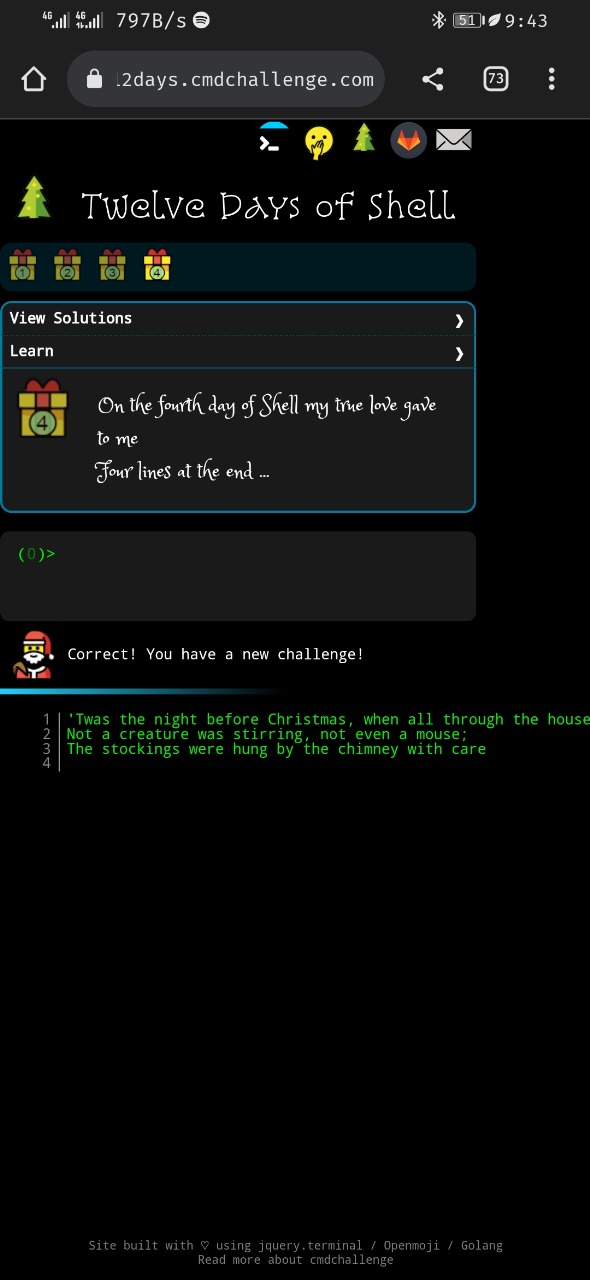 4G 4G 797B/s 51 9:43
12days.cmdchallenge.com 73
Twelve Days of Shell
1 2 3 4
View Solutions
Learn
4 On the fourth day of Shell my true love gave
to me
Four lines at the end ...
(0)>
Correct! You have a new challenge!
1 'Twas the night before Christmas, when all through the house
2 Not a creature was stirring, not even a mouse;
3 The stockings were hung by the chimney with care
4
Site built with ♡ using jquery.terminal / Openmoji / Golang
Read more about cmdchallenge